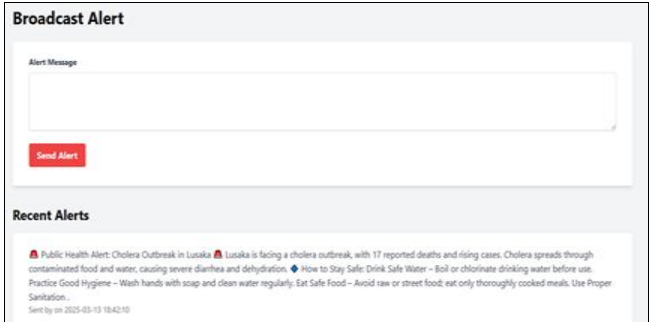 Broadcast Alert
Alert Message
Send Alert
Recent Alerts
🚨 Public Health Alert: Cholera Outbreak in Lusaka 🚨 Lusaka is facing a cholera outbreak, with 17 reported deaths and rising cases. Cholera spreads through
contaminated food and water, causing severe diarrhea and dehydration. 🔹 How to Stay Safe: Drink Safe Water – Boil or chlorinate drinking water before use.
Practice Good Hygiene – Wash hands with soap and clean water regularly. Eat Safe Food – Avoid raw or street food; eat only thoroughly cooked meals. Use Proper
Sanitation..
Sent by on 2025-03-13 18:42:10